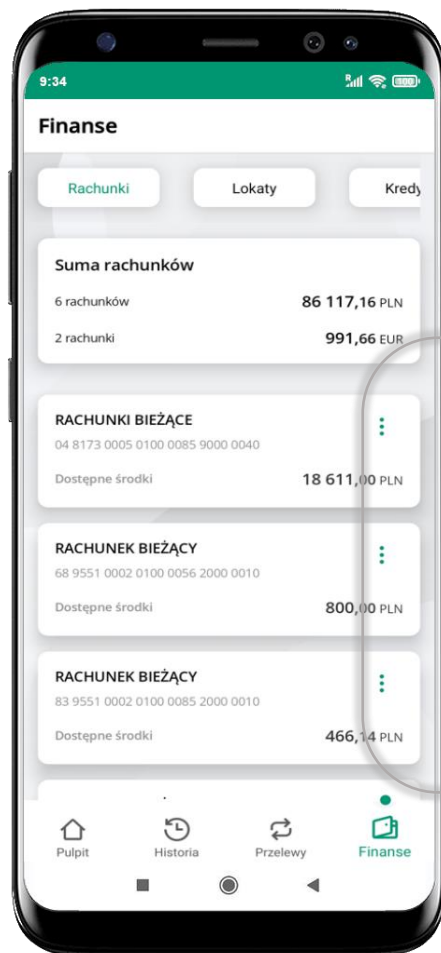 9:34
Finanse
Rachunki Lokaty Kredy
Suma rachunków
6 rachunków 86 117,16 PLN
2 rachunki 991,66 EUR
RACHUNKI BIEŻĄCE
04 8173 0005 0100 0085 9000 0040
Dostępne środki 18 611,00 PLN
RACHUNEK BIEŻĄCY
68 9551 0002 0100 0056 2000 0010
Dostępne środki 800,00 PLN
RACHUNEK BIEŻĄCY
83 9551 0002 0100 0085 2000 0010
Dostępne środki 466,14 PLN
Pulpit Historia Przelewy Finanse